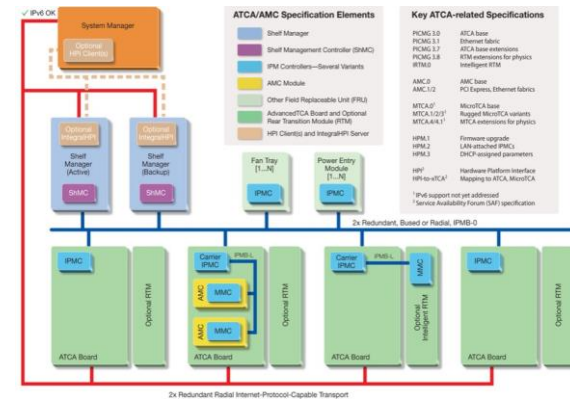 ✓ IPv6 OK
System Manager
Optional
HPI Client(s)
ATCA/AMC Specification Elements
Shelf Manager
Shelf Management Controller (ShMC)
IPM Controllers—Several Variants
AMC Module
Other Field Replaceable Unit (FRU)
AdvancedTCA Board and Optional
Rear Transition Module (RTM)
HPI Client(s) and IntegralHPI Server
Key ATCA-related Specifications
PICMG 3.0 ATCA base
PICMG 3.1 Ethernet fabric
PICMG 3.7 ATCA base extensions
PICMG 3.8 RTM extensions for physics
IRTM.0 Intelligent RTM
AMC.0 AMC base
AMC.1/2 PCI Express, Ethernet fabrics
MTCA.0¹ MicroTCA base
MTCA.1/2/3¹ Rugged MicroTCA variants
MTCA.4/4.1¹ MTCA extensions for physics
HPM.1 Firmware upgrade
HPM.2 LAN-attached IPMCs
HPM.3 DHCP-assigned parameters
HPI² Hardware Platform Interface
HPI-to-xTCA² Mapping to ATCA, MicroTCA
¹ IPv6 support not yet addressed
² Service Availability Forum (SAF) specification
Optional
IntegralHPI
Shelf
Manager
(Active)
ShMC
Optional
IntegralHPI
Shelf
Manager
(Backup)
ShMC
Fan Tray
[1...N]
IPMC
Power Entry
Module
[1...N]
IPMC
2x Redundant, Bused or Radial, IPMB-0
IPMC
ATCA Board
Optional RTM
Carrier
IPMC
IPMB-L
AMC
MMC
AMC
MMC
ATCA Board
Optional RTM
Carrier
IPMC
IPMB-L
MMC
ATCA Board
Optional
Intelligent RTM
IPMC
ATCA Board
Optional RTM
2x Redundant Radial Internet-Protocol-Capable Transport